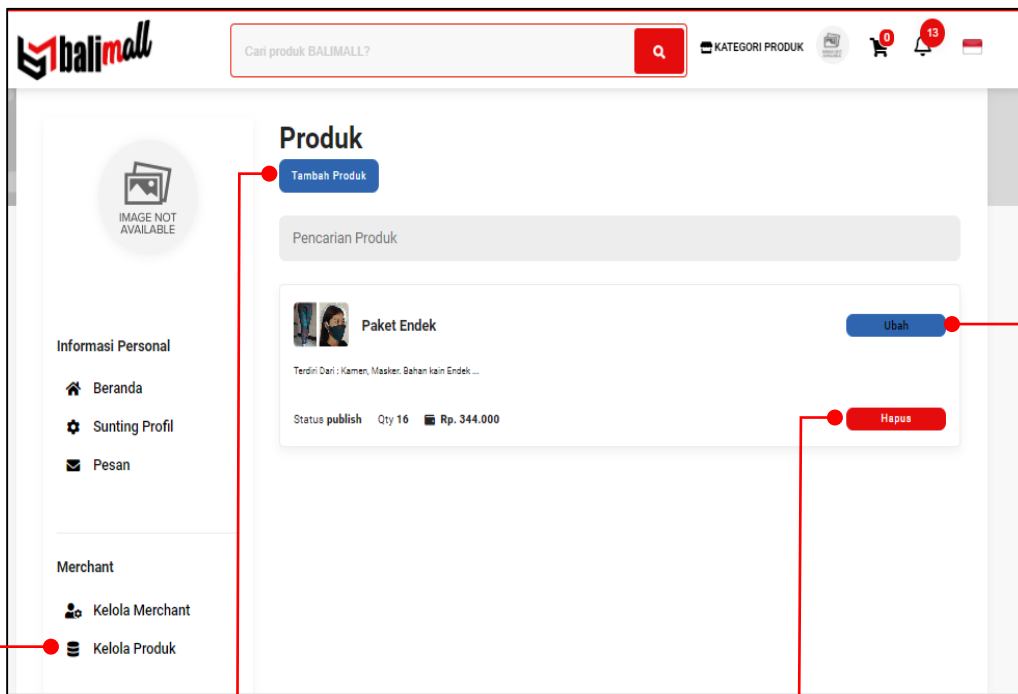 balimall
Cari produk BALIMALL?
KATEGORI PRODUK
0
13
IMAGE NOT
AVAILABLE
Informasi Personal
Beranda
Sunting Profil
Pesan
Merchant
Kelola Merchant
Kelola Produk
Produk
Tambah Produk
Pencarian Produk
Paket Endek
Ubah
Terdiri Dari : Kamen, Masker. Bahan kain Endek ...
Status publish Qty 16 Rp. 344.000
Hapus